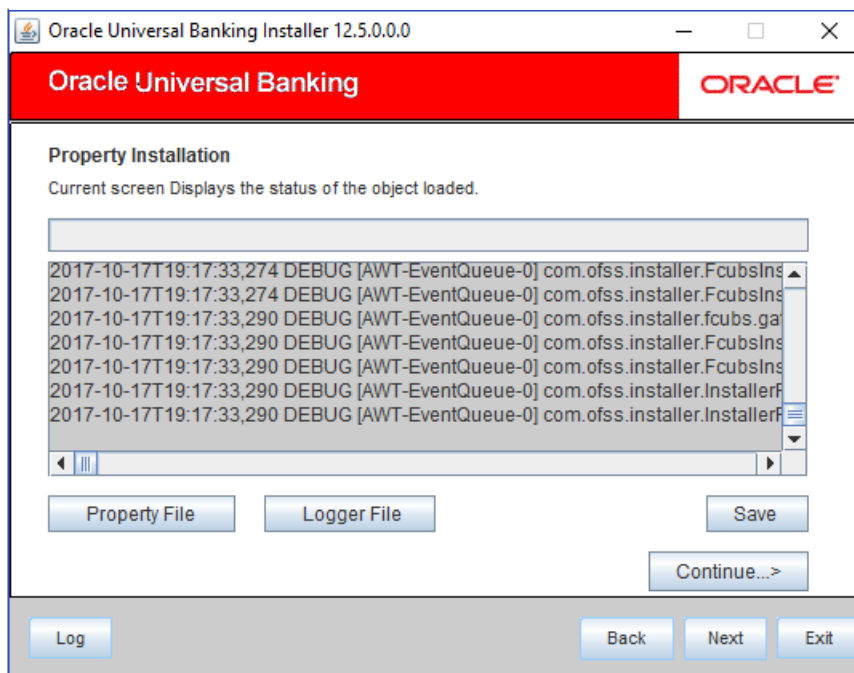 Oracle Universal Banking Installer 12.5.0.0.0
Oracle Universal Banking
ORACLE
Property Installation
Current screen Displays the status of the object loaded.
2017-10-17T19:17:33,274 DEBUG [AWT-EventQueue-0] com.ofss.installer.FcubsIns
2017-10-17T19:17:33,274 DEBUG [AWT-EventQueue-0] com.ofss.installer.FcubsIns
2017-10-17T19:17:33,290 DEBUG [AWT-EventQueue-0] com.ofss.installer.fcubs.ga
2017-10-17T19:17:33,290 DEBUG [AWT-EventQueue-0] com.ofss.installer.FcubsIns
2017-10-17T19:17:33,290 DEBUG [AWT-EventQueue-0] com.ofss.installer.FcubsIns
2017-10-17T19:17:33,290 DEBUG [AWT-EventQueue-0] com.ofss.installer.Installer
2017-10-17T19:17:33,290 DEBUG [AWT-EventQueue-0] com.ofss.installer.Installer
Property File Logger File Save
Continue...>
Log Back Next Exit